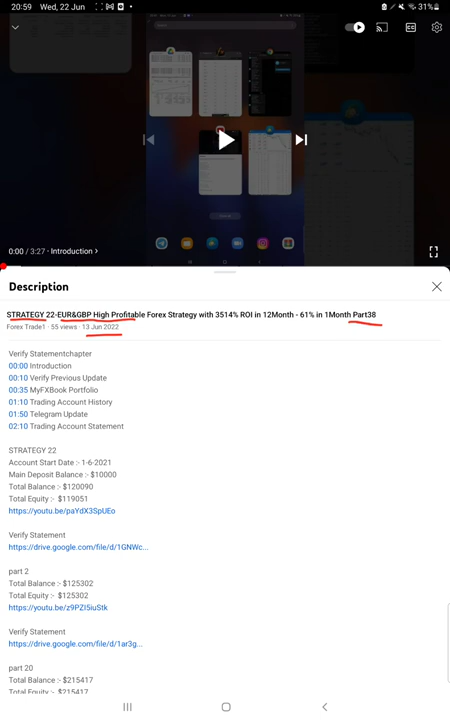 20:59 Wed, 22 Jun
31%
CC
0:00 / 3:27 · Introduction >
Description
STRATEGY 22-EUR&GBP High Profitable Forex Strategy with 3514% ROI in 12Month - 61% in 1Month Part38
Forex Trade1 · 55 views · 13 Jun 2022
Verify Statementchapter
00:00 Introduction
00:10 Verify Previous Update
00:35 MyFXBook Portfolio
01:10 Trading Account History
01:50 Telegram Update
02:10 Trading Account Statement
STRATEGY 22
Account Start Date :- 1-6-2021
Main Deposit Balance :- $10000
Total Balance :- $120090
Total Equity :- $119051
https://youtu.be/paYdX3SpUEo
Verify Statement
https://drive.google.com/file/d/1GNWc...
part 2
Total Balance :- $125302
Total Equity :- $125302
https://youtu.be/z9PZI5iuStk
Verify Statement
https://drive.google.com/file/d/1ar3g...
part 20
Total Balance :- $215417
Total Equity :- $215417